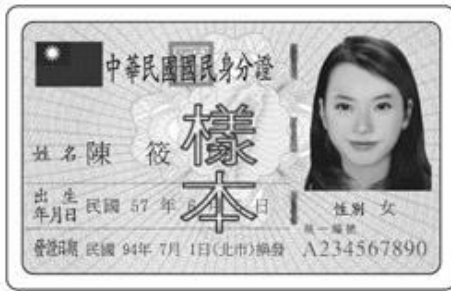 中華民國國民身分證
樣本
姓名 陳 筱
出生年月日 民國 57 年 6 日
性別 女
統一編號
A234567890
發證日期 民國 94年 7月 1日(北市)換發